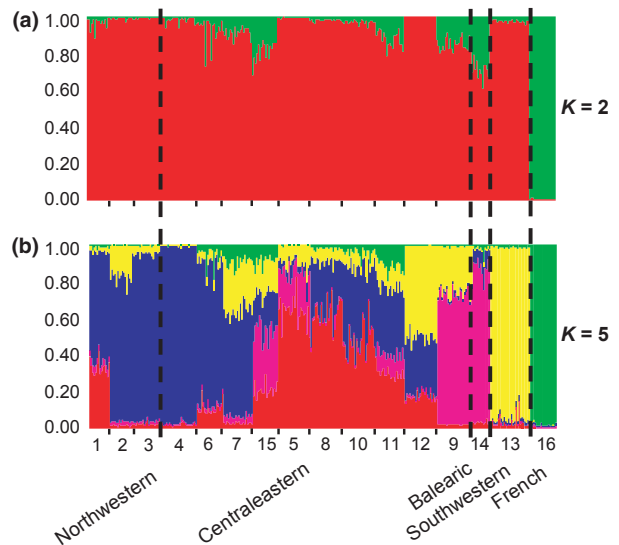 (a)
1.00
0.80
0.60
0.40
0.20
0.00
K = 2
(b)
1.00
0.80
0.60
0.40
0.20
0.00
K = 5
1 2 3 4 6 7 15 5 8 10 11 12 9 14 13 16
Northwestern
Centraleastern
Balearic
Southwestern
French